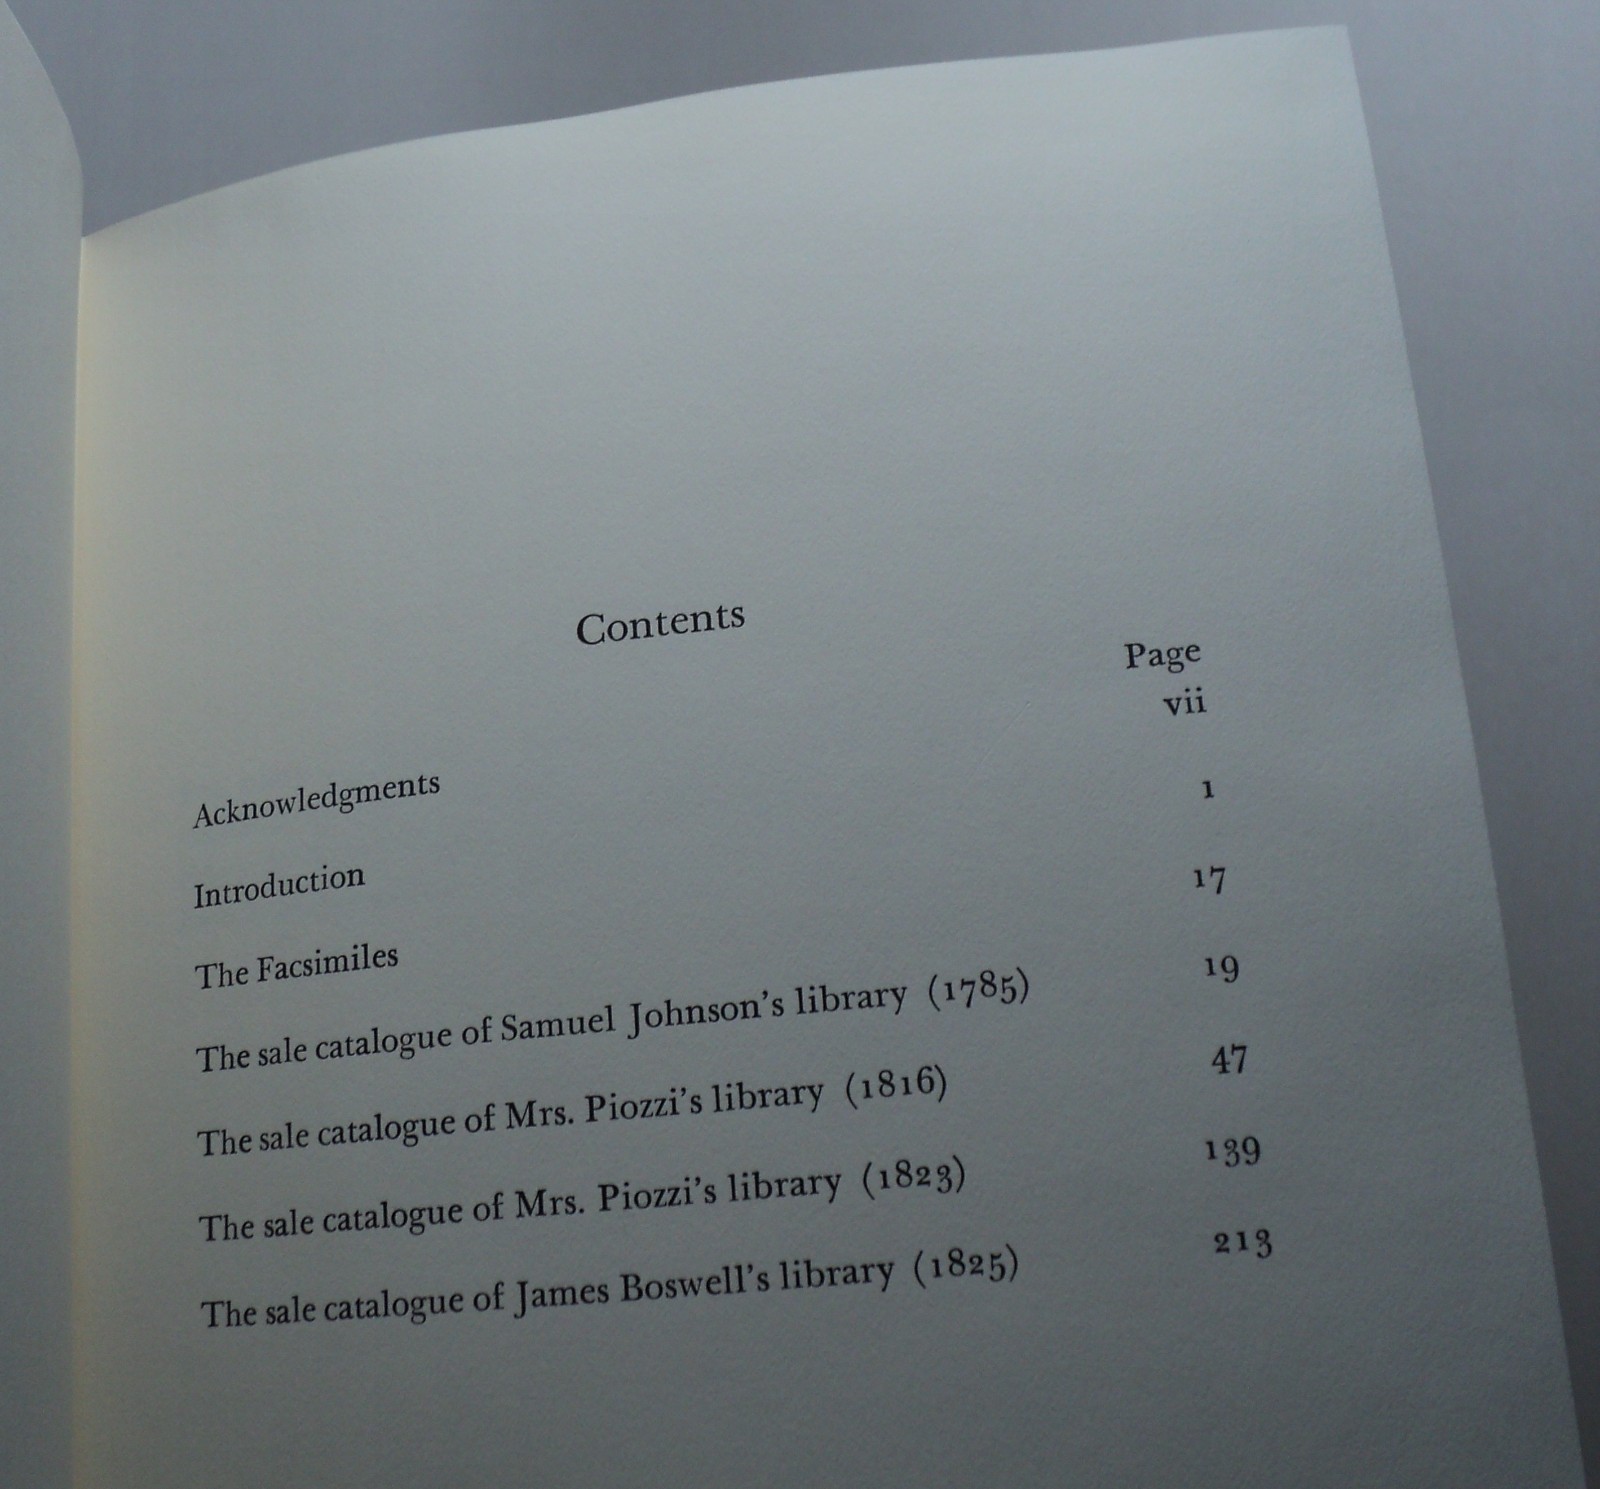 Contents
Page
Acknowledgments vii
Introduction 1
The Facsimiles 17
The sale catalogue of Samuel Johnson's library (1785) 19
The sale catalogue of Mrs. Piozzi's library (1816) 47
The sale catalogue of Mrs. Piozzi's library (1823) 139
The sale catalogue of James Boswell's library (1825) 213